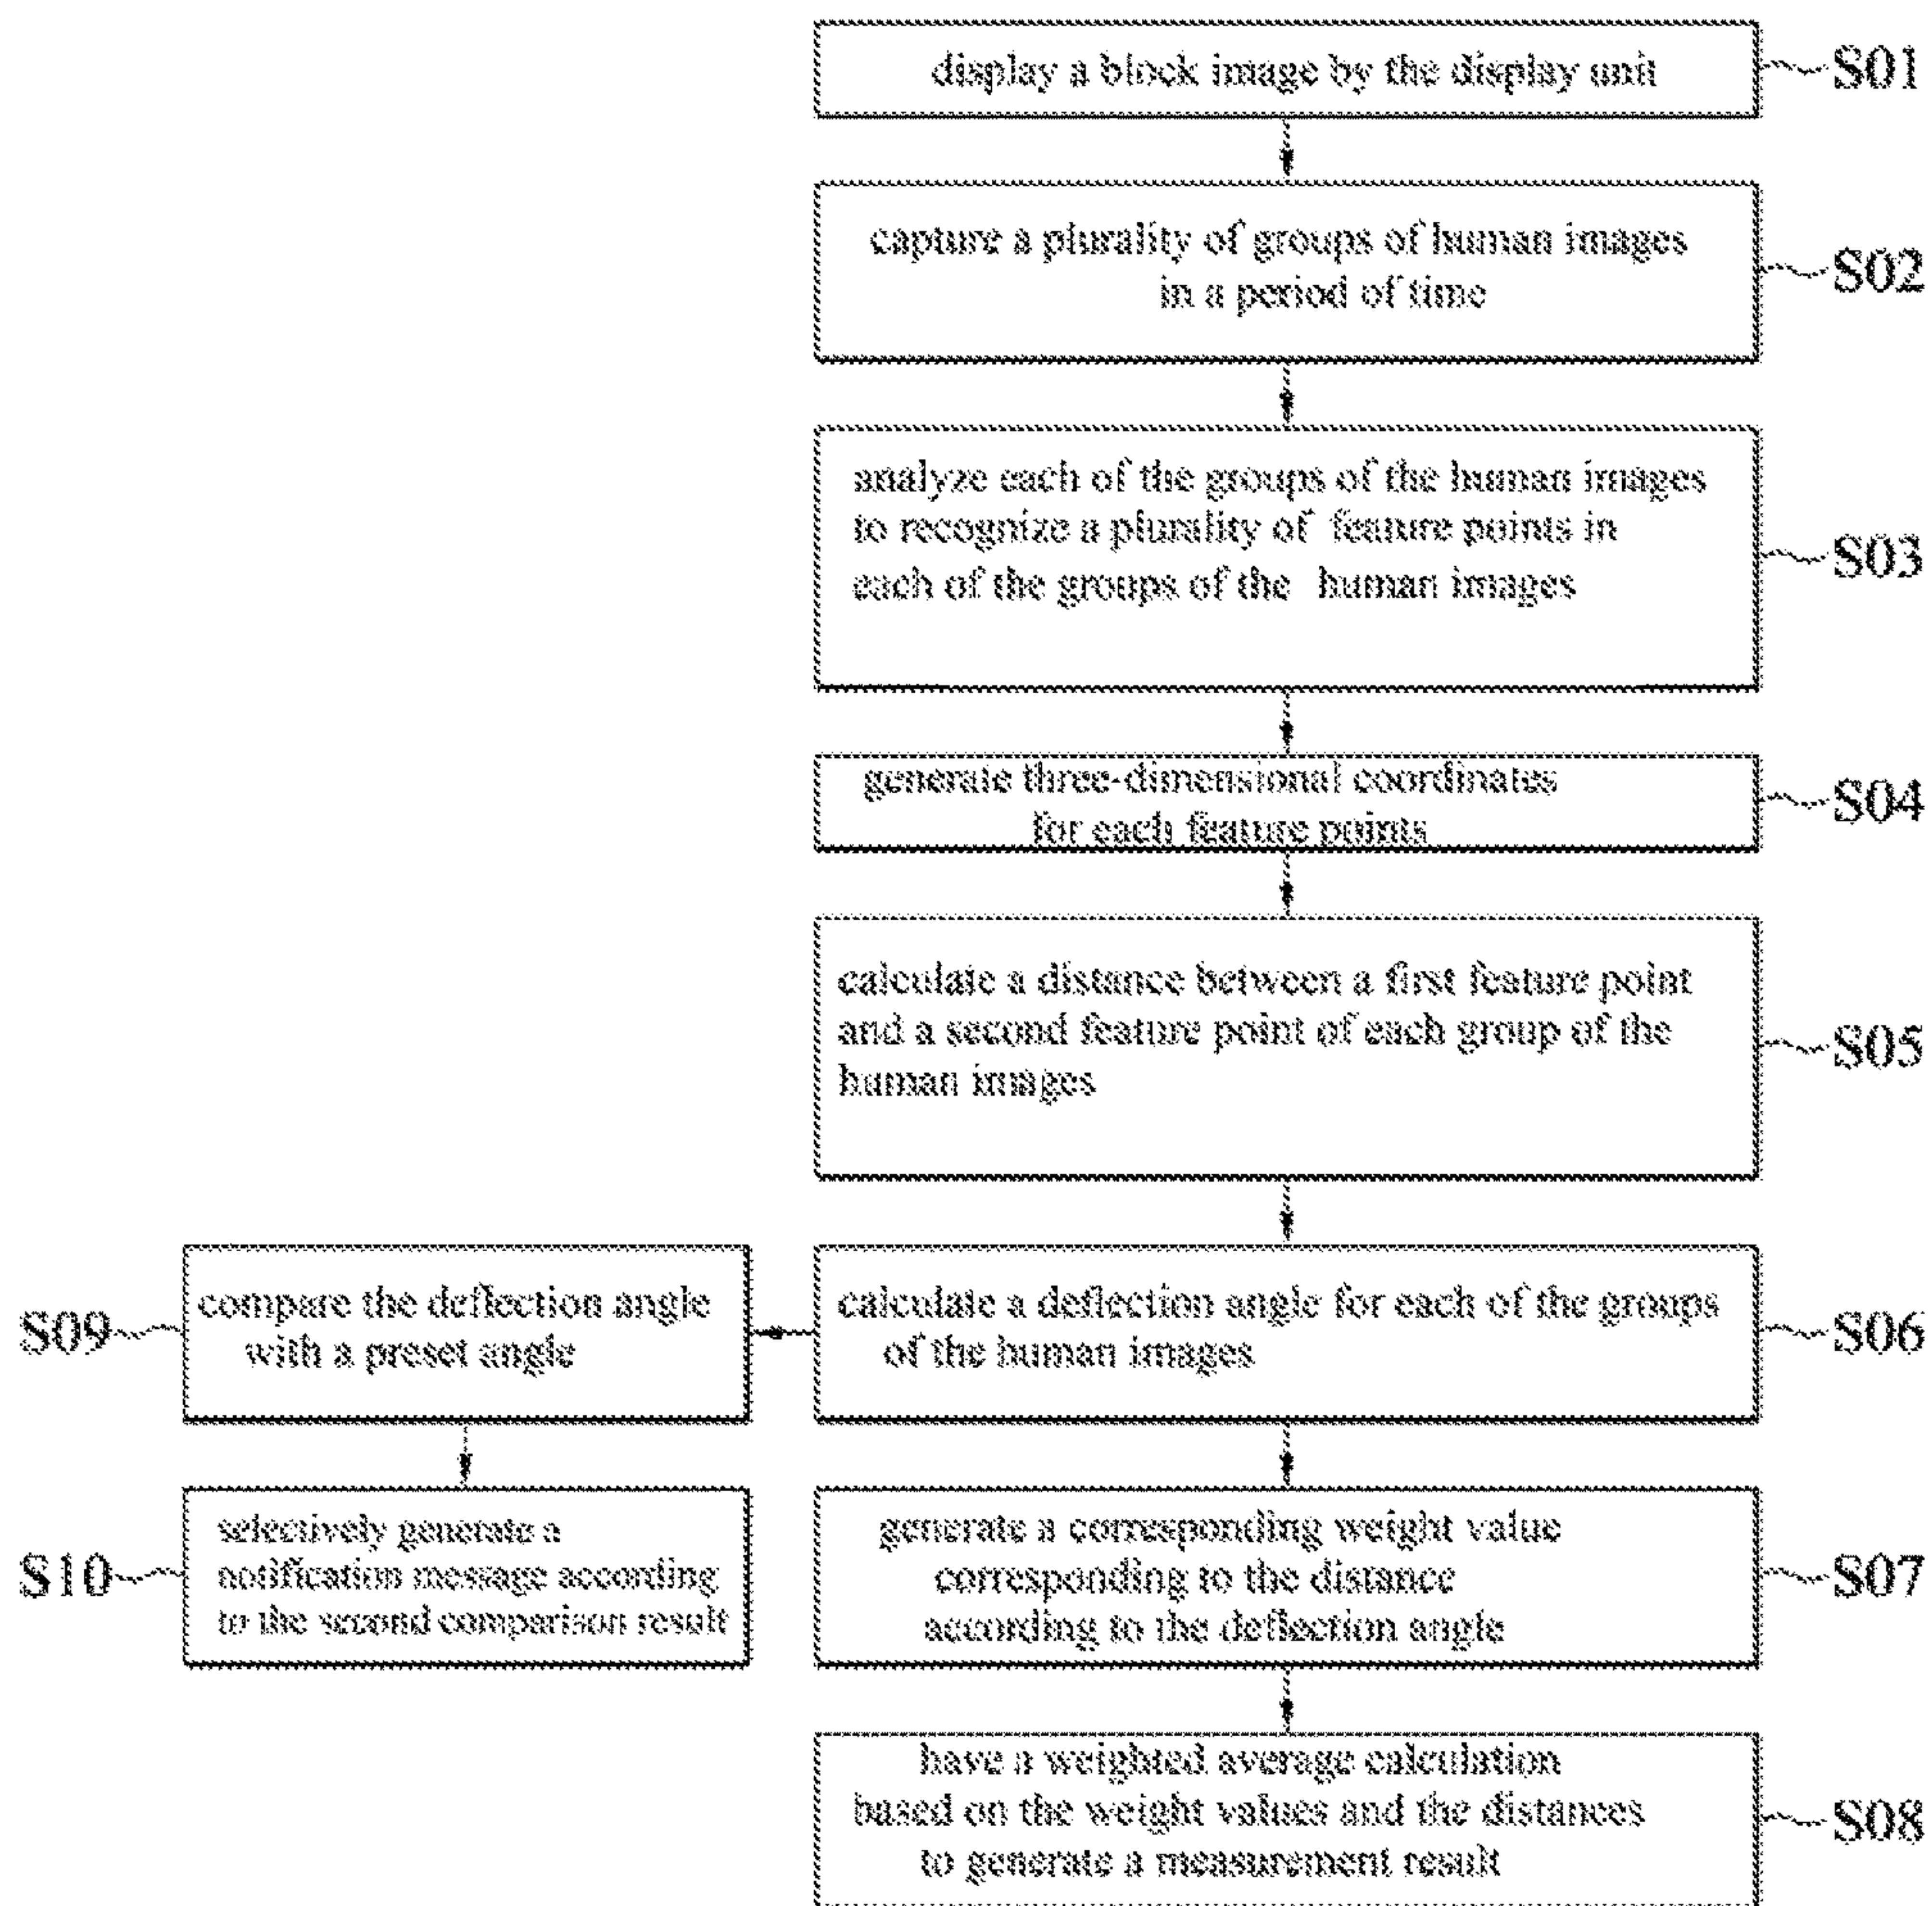 display a block image by the display unit
S01
capture a plurality of groups of human images
in a period of time
S02
analyze each of the groups of the human images
to recognize a plurality of feature points in
each of the groups of the human images
S03
generate three-dimensional coordinates
for each feature points
S04
calculate a distance between a first feature point
and a second feature point of each group of the
human images
S05
calculate a deflection angle for each of the groups
of the human images
S06
S09
compare the deflection angle
with a preset angle
generate a corresponding weight value
corresponding to the distance
according to the deflection angle
S07
S10
selectively generate a
notification message according
to the second comparison result
have a weighted average calculation
based on the weight values and the distances
to generate a measurement result
S08